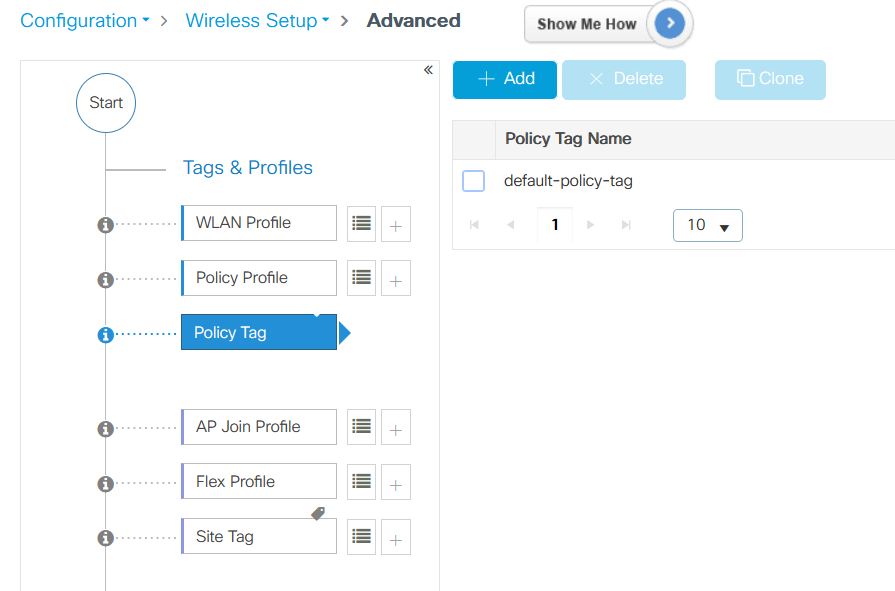 Configuration > Wireless Setup > Advanced
Show Me How
«
Start
Tags & Profiles
WLAN Profile
Policy Profile
Policy Tag
AP Join Profile
Flex Profile
Site Tag
+ Add
× Delete
Clone
Policy Tag Name
default-policy-tag
1
10